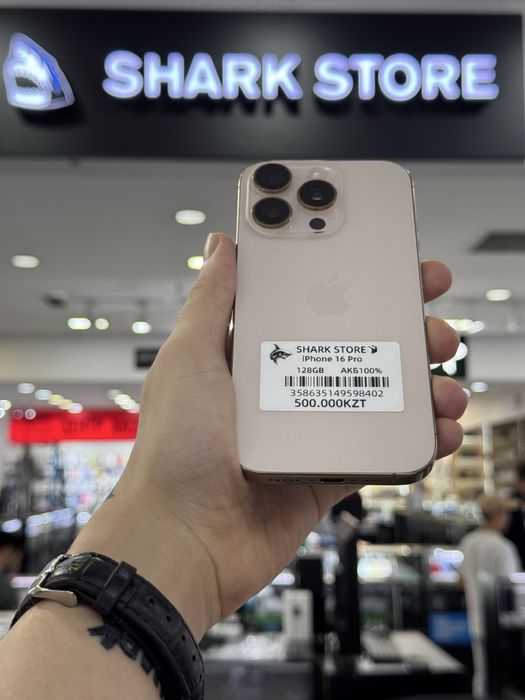 SHARK STORE
SHARK STORE
iPhone 16 Pro
128GB АКБ100%
358635149598402
500.000KZT